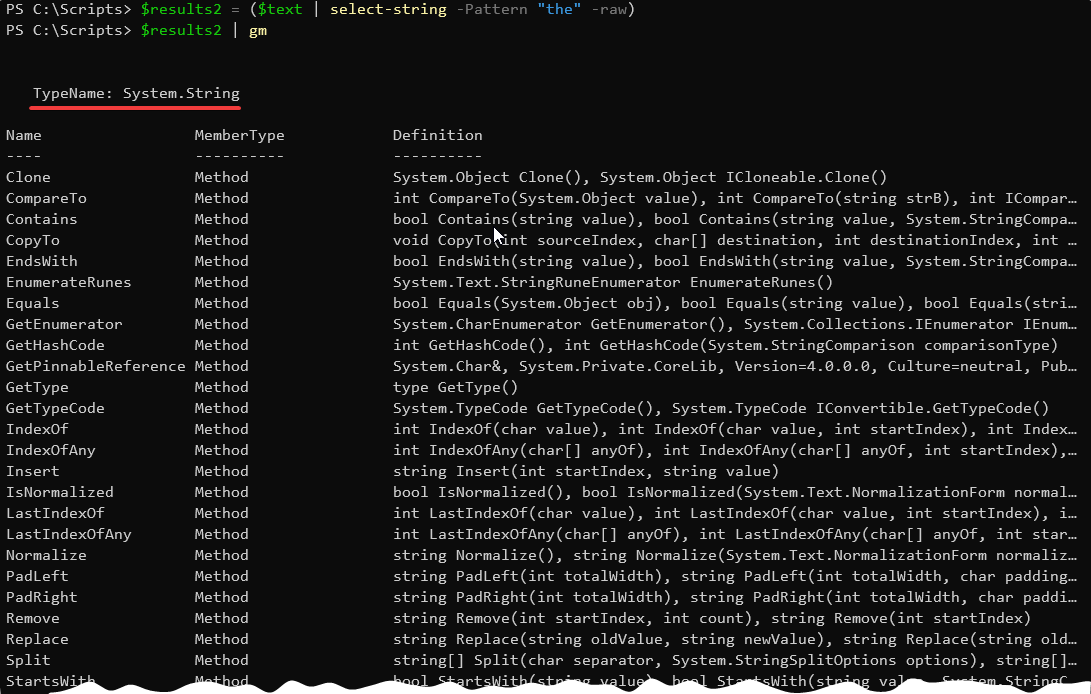 PS C:\Scripts> $results2 = ($text | select-string -Pattern "the" -raw)
PS C:\Scripts> $results2 | gm
TypeName: System.String
Name MemberType Definition
---- ---------- ----------
Clone Method System.Object Clone(), System.Object ICloneable.Clone()
CompareTo Method int CompareTo(System.Object value), int CompareTo(string strB), int ICompar…
Contains Method bool Contains(string value), bool Contains(string value, System.StringCompa…
CopyTo Method void CopyTo(int sourceIndex, char[] destination, int destinationIndex, int …
EndsWith Method bool EndsWith(string value), bool EndsWith(string value, System.StringCompa…
EnumerateRunes Method System.Text.StringRuneEnumerator EnumerateRunes()
Equals Method bool Equals(System.Object obj), bool Equals(string value), bool Equals(stri…
GetEnumerator Method System.CharEnumerator GetEnumerator(), System.Collections.IEnumerator IEnum…
GetHashCode Method int GetHashCode(), int GetHashCode(System.StringComparison comparisonType)
GetPinnableReference Method System.Char&, System.Private.CoreLib, Version=4.0.0.0, Culture=neutral, Pub…
GetType Method type GetType()
GetTypeCode Method System.TypeCode GetTypeCode(), System.TypeCode IConvertible.GetTypeCode()
IndexOf Method int IndexOf(char value), int IndexOf(char value, int startIndex), int Index…
IndexOfAny Method int IndexOfAny(char[] anyOf), int IndexOfAny(char[] anyOf, int startIndex),…
Insert Method string Insert(int startIndex, string value)
IsNormalized Method bool IsNormalized(), bool IsNormalized(System.Text.NormalizationForm normal…
LastIndexOf Method int LastIndexOf(char value), int LastIndexOf(char value, int startIndex), i…
LastIndexOfAny Method int LastIndexOfAny(char[] anyOf), int LastIndexOfAny(char[] anyOf, int star…
Normalize Method string Normalize(), string Normalize(System.Text.NormalizationForm normaliz…
PadLeft Method string PadLeft(int totalWidth), string PadLeft(int totalWidth, char padding…
PadRight Method string PadRight(int totalWidth), string PadRight(int totalWidth, char paddi…
Remove Method string Remove(int startIndex, int count), string Remove(int startIndex)
Replace Method string Replace(string oldValue, string newValue), string Replace(string old…
Split Method string[] Split(char separator, System.StringSplitOptions options), string[]…
StartsWith Method bool StartsWith(string value), bool StartsWith(string value, System.StringC